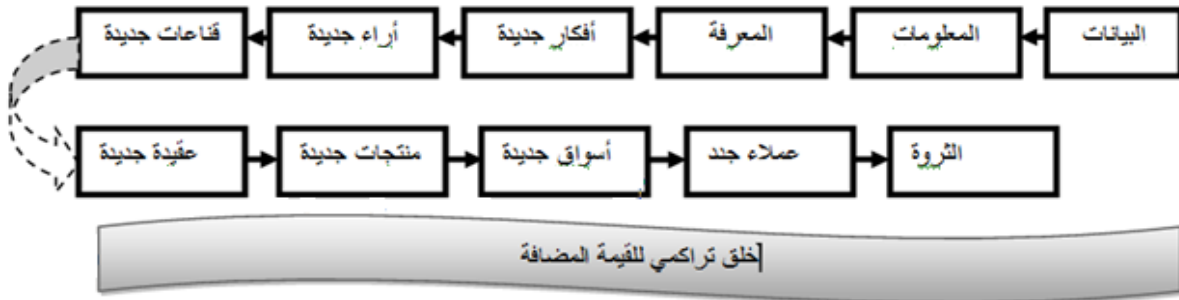 البيانات
المعلومات
المعرفة
أفكار جديدة
أراء جديدة
قناعات جديدة
عقيدة جديدة
منتجات جديدة
أسواق جديدة
عملاء جدد
الثروة
خلق تراكمي للقيمة المضافة